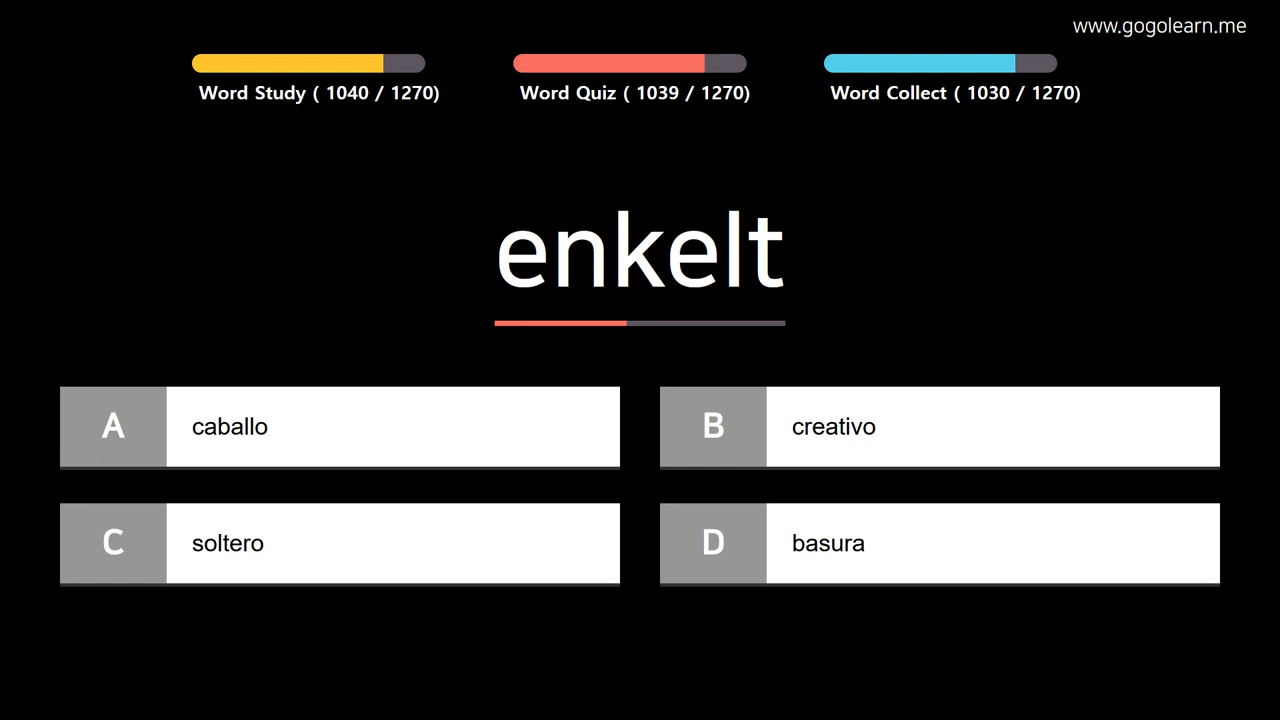 www.gogolearn.me
Word Study ( 1040 / 1270)
Word Quiz ( 1039 / 1270)
Word Collect ( 1030 / 1270)
enkelt
A
caballo
B
creativo
C
soltero
D
basura